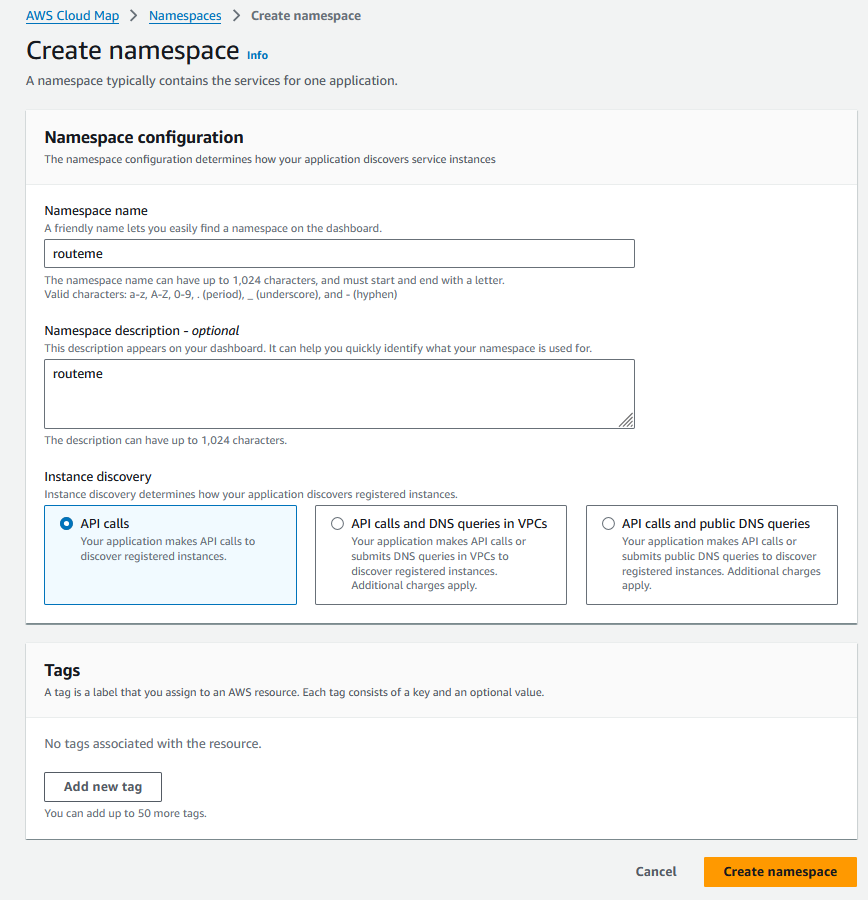 AWS Cloud Map > Namespaces > Create namespace
Create namespace Info
A namespace typically contains the services for one application.
Namespace configuration
The namespace configuration determines how your application discovers service instances
Namespace name
A friendly name lets you easily find a namespace on the dashboard.
routeme
The namespace name can have up to 1,024 characters, and must start and end with a letter.
Valid characters: a-z, A-Z, 0-9, . (period), _ (underscore), and - (hyphen)
Namespace description - optional
This description appears on your dashboard. It can help you quickly identify what your namespace is used for.
routeme
The description can have up to 1,024 characters.
Instance discovery
Instance discovery determines how your application discovers registered instances.
API calls
Your application makes API calls to
discover registered instances.
API calls and DNS queries in VPCs
Your application makes API calls or
submits DNS queries in VPCs to
discover registered instances.
Additional charges apply.
API calls and public DNS queries
Your application makes API calls or
submits public DNS queries to discover
registered instances. Additional charges
apply.
Tags
A tag is a label that you assign to an AWS resource. Each tag consists of a key and an optional value.
No tags associated with the resource.
Add new tag
You can add up to 50 more tags.
Cancel
Create namespace